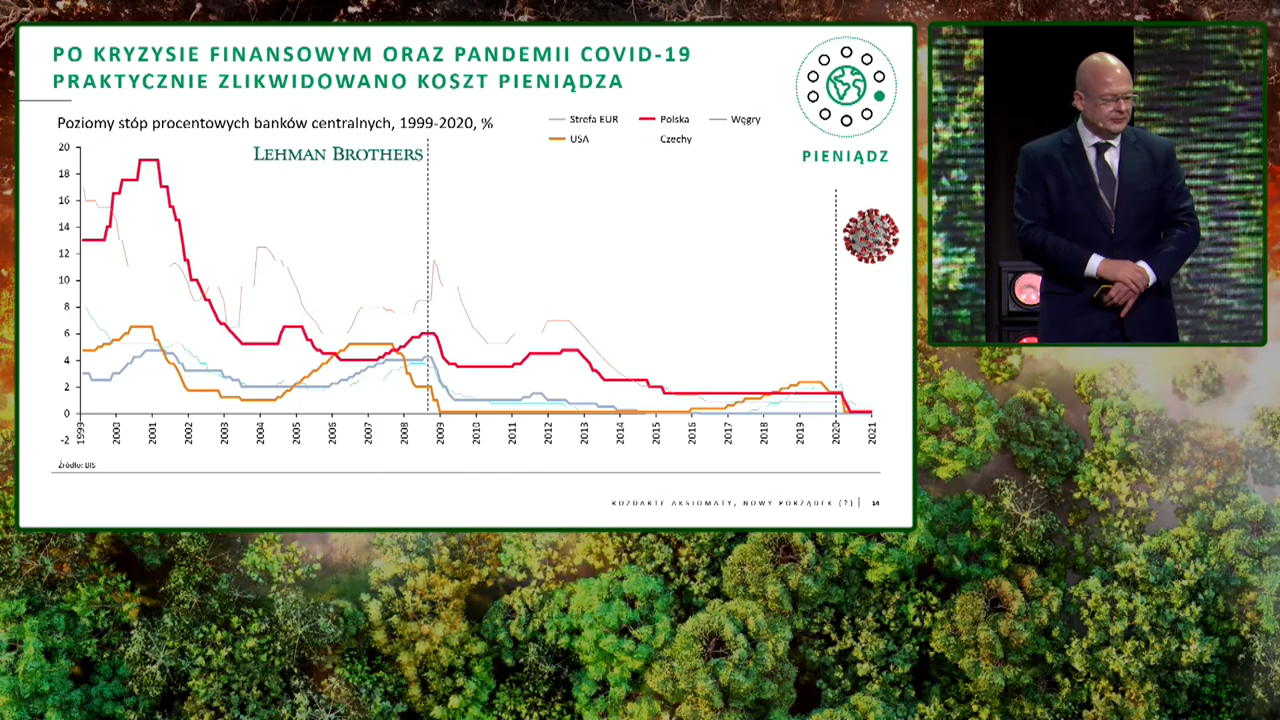 PO KRYZYSIE FINANSOWYM ORAZ PANDEMII COVID-19
PRAKTYCZNIE ZLIKWIDOWANO KOSZT PIENIĄDZA
PIENIĄDZ
Poziomy stóp procentowych banków centralnych, 1999-2020, %
Strefa EUR Polska Węgry
USA Czechy
LEHMAN BROTHERS
20
18
16
14
12
10
8
6
4
2
0
-2
1999 2000 2001 2002 2003 2004 2005 2006 2007 2008 2009 2010 2011 2012 2013 2014 2015 2016 2017 2018 2019 2020 2021
Źródło: BIS
ROZDARTE AKSJOMATY, NOWY PORZĄDEK (?) | 14